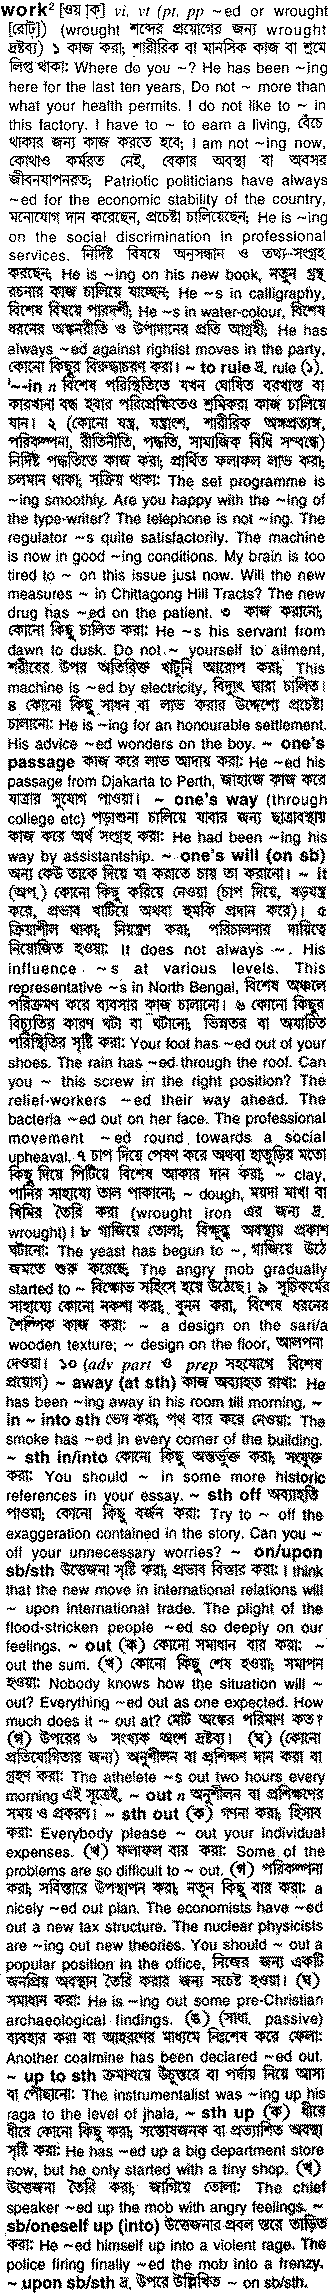 work² [ওয়াক্] vi, vt (pt, pp ~ed or wrought
[রোট্]) (wrought শব্দের প্রয়োগের জন্য wrought
দ্রষ্টব্য) ১ কাজ করা; শারীরিক বা মানসিক কাজ বা শ্রমে
লিপ্ত থাকা: Where do you ~? He has been ~ing
here for the last ten years, Do not ~ more than
what your health permits. I do not like to ~ in
this factory. I have to ~ to earn a living, বেঁচে
থাকার জন্য কাজ করতে হবে; I am not ~ing now,
কোথাও কর্মরত নেই, বেকার অবস্থা বা অবসর
জীবনযাপনরত; Patriotic politicians have always
~ed for the economic stability of the country,
মনোযোগ দান করেছেন, প্রচেষ্টা চালিয়েছেন; He is ~ing
on the social discrimination in professional
services. নির্দিষ্ট বিষয়ে অনুসন্ধান ও তথ্য-সংগ্রহ
করছেন; He is ~ing on his new book, নতুন গ্রন্থ
রচনার কাজ চালিয়ে যাচ্ছেন; He ~s in calligraphy,
বিশেষ বিষয়ে পারদর্শী; He ~s in water-colour, বিশেষ
ধরনের অঙ্কনরীতি ও উপাদানের প্রতি আগ্রহী; He has
always ~ed against rightist moves in the party,
কোনো কিছুর বিরুদ্ধাচরণ করা। ~ to rule দ্র, rule (১).
'~-in n বিশেষ পরিস্থিতিতে যখন ঘোষিত বরখাস্ত বা
কারখানা বন্ধ হবার পরিপ্রেক্ষিতেও শ্রমিকরা কাজ চালিয়ে
যান। ২ (কোনো যন্ত্র, যন্ত্রাংশ, শারীরিক অঙ্গপ্রত্যঙ্গ,
পরিকল্পনা, রীতিনীতি, পদ্ধতি, সামাজিক বিধি সম্বন্ধে)
নির্দিষ্ট পদ্ধতিতে কাজ করা; প্রার্থিত ফলাফল লাভ করা;
চলমান থাকা; সক্রিয় থাকা: The set programme is
~ing smoothly. Are you happy with the ~ing of
the type-writer? The telephone is not ~ing. The
regulator ~s quite satisfactorily. The machine
is now in good ~ing conditions. My brain is too
tired to ~ on this issue just now. Will the new
measures ~ in Chittagong Hill Tracts? The new
drug has ~ed on the patient. ৩ কাজ করানো;
কোনো কিছু চালিত করা: He ~s his servant from
dawn to dusk. Do not ~ yourself to ailment,
শরীরের উপর অতিরিক্ত খাটুনি আরোপ করা; This
machine is ~ed by electricity, বিদ্যুৎ দ্বারা চালিত।
৪ কোনো কিছু সাধন বা লাভ করার উদ্দেশ্যে প্রচেষ্টা
চালানো: He is ~ing for an honourable settlement.
His advice ~ed wonders on the boy. ~ one's
passage কাজ করে লাভ আদায় করা: He ~ed his
passage from Djakarta to Perth, জাহাজে কাজ করে
যাত্রার সুযোগ পাওয়া। ~ one's way (through
college etc) পড়াশুনা চালিয়ে যাবার জন্য ছাত্রাবস্থায়
কাজ করে অর্থ সংগ্রহ করা: He had been ~ing his
way by assistantship. ~ one's will (on sb)
অন্য কেউ তাকে দিয়ে যা করাতে চায় তা করানো। ~ it
(অপ.) কোনো কিছু করিয়ে নেওয়া (চাপ দিয়ে, ষড়যন্ত্র
করে, প্রভাব খাটিয়ে অথবা হুমকি প্রদান করে)। ৫
ক্রিয়াশীল থাকা; নিয়ন্ত্রণ করা; পরিচালনার দায়িত্বে
নিয়োজিত হওয়া: It does not always ~. His
influence ~s at various levels. This
representative ~s in North Bengal, বিশেষ অঞ্চলে
পরিক্রমণ করে ব্যবসার কাজ চালানো। ৬ কোনো কিছুর
বিচ্যুতির কারণ ঘটা বা ঘটানো; ভিন্নতর বা অযাচিত
পরিস্থিতির সৃষ্টি করা: Your foot has ~ed out of your
shoes. The rain has ~ed through the roof. Can
you ~ this screw in the right position? The
relief-workers ~ed their way ahead. The
bacteria ~ed out on her face. The professional
movement ~ed round towards a social
upheaval. ৭ চাপ দিয়ে পেষণ করে অথবা হাতুড়ির মতো
কিছু দিয়ে পিটিয়ে বিশেষ আকার দান করা; ~ clay,
পানির সাহায্যে তাল পাকানো; ~ dough, ময়দা মাখা বা
খিমির তৈরি করা (wrought iron এর জন্য দ্র.
wrought)। ৮ গাজিয়ে তোলা; বিক্ষুব্ধ অবস্থায় প্রকাশ
ঘটানো: The yeast has begun to ~, গাজিয়ে উঠে
জমতে শুরু করেছে; The angry mob gradually
started to ~ বিক্ষোভ সহিংস হয়ে উঠেছে। ৯ সূচিকর্মের
সাহায্যে কোনো নকশা করা, বুনন করা, বিশেষ ধরনের
শৈল্পিক কাজ করা: ~ a design on the sari/a
wooden texture; ~ design on the floor, আলপনা
দেওয়া। ১০ (adv part ও prep সহযোগে বিশেষ
প্রয়োগ) ~ away (at sth) কাজ অব্যাহত রাখা: He
has been ~ing away in his room till morning, ~
in ~ into sth ভেদ করা, পথ বার করে নেওয়া: The
smoke has ~ed in every corner of the building.
~ sth in/into কোনো কিছু অন্তর্ভুক্ত করা; সংযুক্ত
করা: You should ~ in some more historic
references in your essay. ~ sth off অব্যাহতি
পাওয়া; কোনো কিছু বর্জন করা: Try to ~ off the
exaggeration contained in the story. Can you ~
off your unnecessary worries? ~ on/upon
sb/sth উত্তেজনা সৃষ্টি করা; প্রভাব বিস্তার করা: I think
that the new move in international relations will
~ upon international trade. The plight of the
flood-stricken people ~ed so deeply on our
feelings. ~ out (ক) কোনো সমাধান বার করা: ~
out the sum. (খ) কোনো কিছু শেষ হওয়া; সমাপন
হওয়া: Nobody knows how the situation will ~
out? Everything ~ed out as one expected. How
much does it ~ out at? মোট অঙ্কের পরিমাণ কত?
(গ) উপরের ৬ সংখ্যক অংশ দ্রষ্টব্য। (ঘ) (কোনো
প্রতিযোগিতার জন্য) অনুশীলন বা প্রশিক্ষণ দান করা বা
গ্রহণ করা: The athelete ~s out two hours every
morning এই সূত্রেই, ~ out n অনুশীলন বা প্রশিক্ষণের
সময় ও প্রকরণ। ~ sth out (ক) গণনা করা; হিসাব
করা: Everybody please ~ out your individual
expenses. (খ) ফলাফল বার করা: Some of the
problems are so difficult to ~ out. (গ) পরিকল্পনা
করা; সবিস্তারে উপস্থাপন করা; নতুন কিছু বার করা: a
nicely ~ed out plan. The economists have ~ed
out a new tax structure. The nuclear physicists
are ~ing out new theories. You should ~ out a
popular position in the office, নিজের জন্য একটি
জনপ্রিয় অবস্থান তৈরি করার জন্য সচেষ্ট হওয়া। (ঘ)
সমাধান করা: He is ~ing out some pre-Christian
archaeological findings. (ঙ) (সাধা. passive)
ব্যবহার করা বা আহরণের মাধ্যমে নিঃশেষ করে ফেলা:
Another coalmine has been declared ~ed out.
~ up to sth ক্রমান্বয়ে উচ্চতর বা পর্যায় নিয়ে আসা
বা পৌঁছানো: The instrumentalist was ~ing up his
raga to the level of jhala, ~ sth up (ক) ধীরে
ধীরে কোনো কিছু করা; সন্তোষজনক বা প্রত্যাশিত অবস্থা
সৃষ্টি করা: He has ~ed up a big department store
now, but he only started with a tiny shop. (খ)
উত্তেজনা তৈরি করা; জাগিয়ে তোলা: The chief
speaker ~ed up the mob with angry feelings. ~
sb/oneself up (into) উত্তেজনার প্রবল স্তরে তাড়িত
করা: He ~ed himself up into a violent rage. The
police firing finally ~ed the mob into a frenzy.
~ upon sb/sth দ্র. উপরে উল্লিখিত ~ on sb/sth.